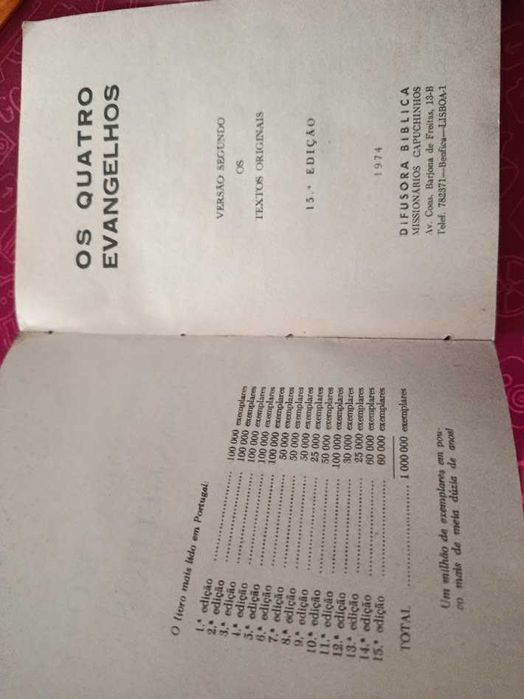 O livro mais lido em Portugal:
1.ª edição .................... 100 000 exemplares
2.ª edição .................... 100 000 exemplares
3.ª edição .................... 100 000 exemplares
4.ª edição .................... 100 000 exemplares
5.ª edição .................... 100 000 exemplares
6.ª edição .................... 50 000 exemplares
7.ª edição .................... 50 000 exemplares
8.ª edição .................... 50 000 exemplares
9.ª edição .................... 25 000 exemplares
10.ª edição .................... 50 000 exemplares
11.ª edição .................... 100 000 exemplares
12.ª edição .................... 30 000 exemplares
13.ª edição .................... 25 000 exemplares
14.ª edição .................... 60 000 exemplares
15.ª edição .................... 60 000 exemplares
TOTAL .................... 1 000 000 exemplares
Um milhão de exemplares em pou-
co mais de meia dúzia de anos!
OS QUATRO
EVANGELHOS
VERSÃO SEGUNDO
OS
TEXTOS ORIGINAIS
15.ª EDIÇÃO
1974
DIFUSORA BÍBLICA
MISSIONÁRIOS CAPUCHINHOS
Av. Cons. Barjona de Freitas, 13-B
Telef. 782371—Benfica—LISBOA-1